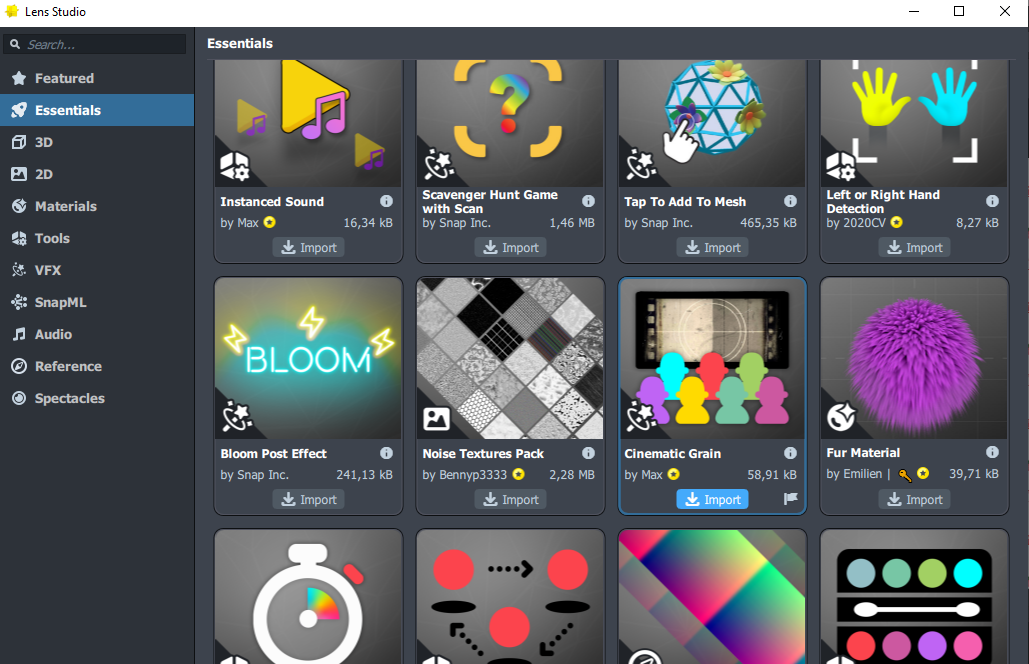 Lens Studio
Search...
Featured
Essentials
3D
2D
Materials
Tools
VFX
SnapML
Audio
Reference
Spectacles
Essentials
Instanced Sound
by Max 16,34 kB
Import
Scavenger Hunt Game
with Scan
by Snap Inc. 1,46 MB
Import
Tap To Add To Mesh
by Snap Inc. 465,35 kB
Import
Left or Right Hand
Detection
by 2020CV 8,27 kB
Import
BLOOM
Bloom Post Effect
by Snap Inc. 241,13 kB
Import
Noise Textures Pack
by Bennyp3333 2,28 MB
Import
Cinematic Grain
by Max 58,91 kB
Import
Fur Material
by Emilien | 39,71 kB
Import